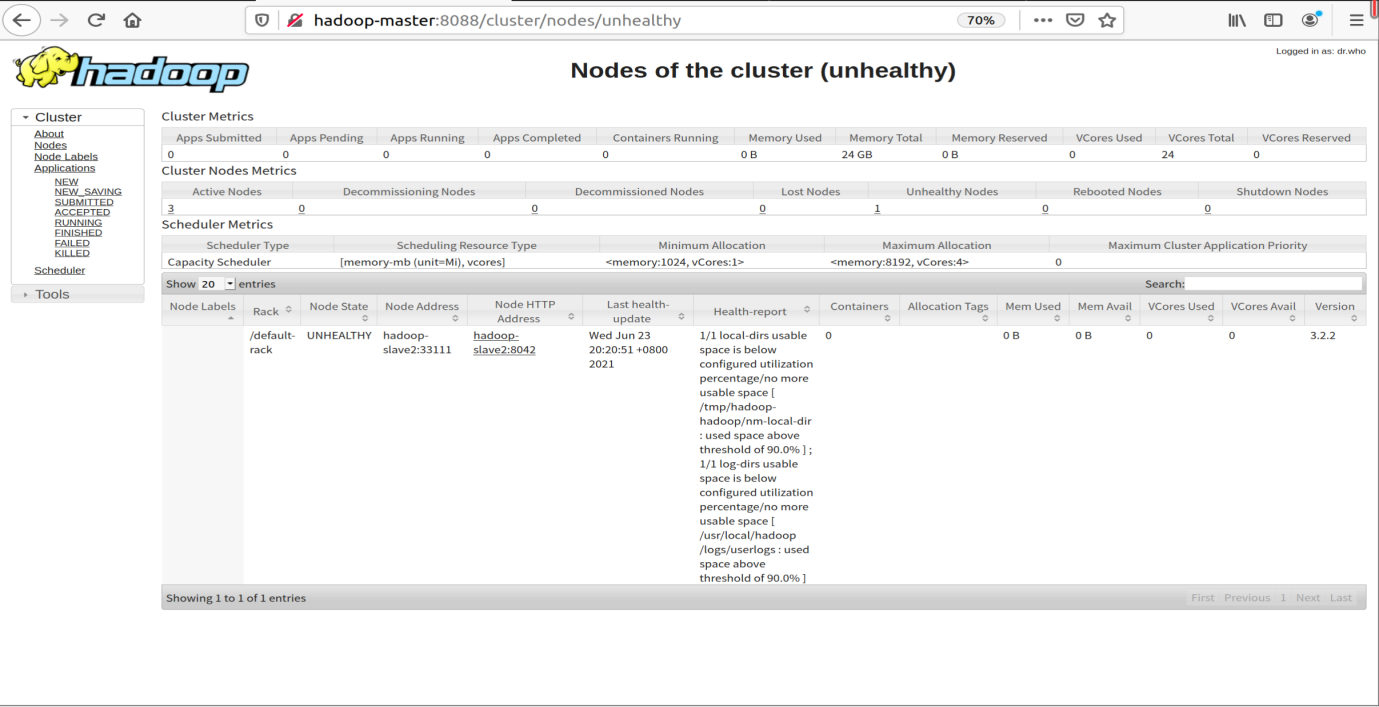 hadoop-master:8088/cluster/nodes/unhealthy 70%
Logged in as: dr.who
hadoop
Nodes of the cluster (unhealthy)
Cluster
About
Nodes
Node Labels
Applications
NEW
NEW_SAVING
SUBMITTED
ACCEPTED
RUNNING
FINISHED
FAILED
KILLED
Scheduler
Tools
Cluster Metrics
Apps Submitted Apps Pending Apps Running Apps Completed Containers Running Memory Used Memory Total Memory Reserved VCores Used VCores Total VCores Reserved
0 0 0 0 0 0 B 24 GB 0 B 0 24 0
Cluster Nodes Metrics
Active Nodes Decommissioning Nodes Decommissioned Nodes Lost Nodes Unhealthy Nodes Rebooted Nodes Shutdown Nodes
3 0 0 0 1 0 0
Scheduler Metrics
Scheduler Type Scheduling Resource Type Minimum Allocation Maximum Allocation Maximum Cluster Application Priority
Capacity Scheduler [memory-mb (unit=Mi), vcores] <memory:1024, vCores:1> <memory:8192, vCores:4> 0
Show 20 entries Search:
Node Labels Rack Node State Node Address Node HTTP Address Last health-update Health-report Containers Allocation Tags Mem Used Mem Avail VCores Used VCores Avail Version
/default- UNHEALTHY hadoop- hadoop- Wed Jun 23 1/1 local-dirs usable 0 0 B 0 B 0 0 3.2.2
rack slave2:33111 slave2:8042 20:20:51 +0800 space is below
2021 configured utilization
percentage/no more
usable space [
/tmp/hadoop-
hadoop/nm-local-dir
: used space above
threshold of 90.0% ] ;
1/1 log-dirs usable
space is below
configured utilization
percentage/no more
usable space [
/usr/local/hadoop
/logs/userlogs : used
space above
threshold of 90.0% ]
Showing 1 to 1 of 1 entries First Previous 1 Next Last